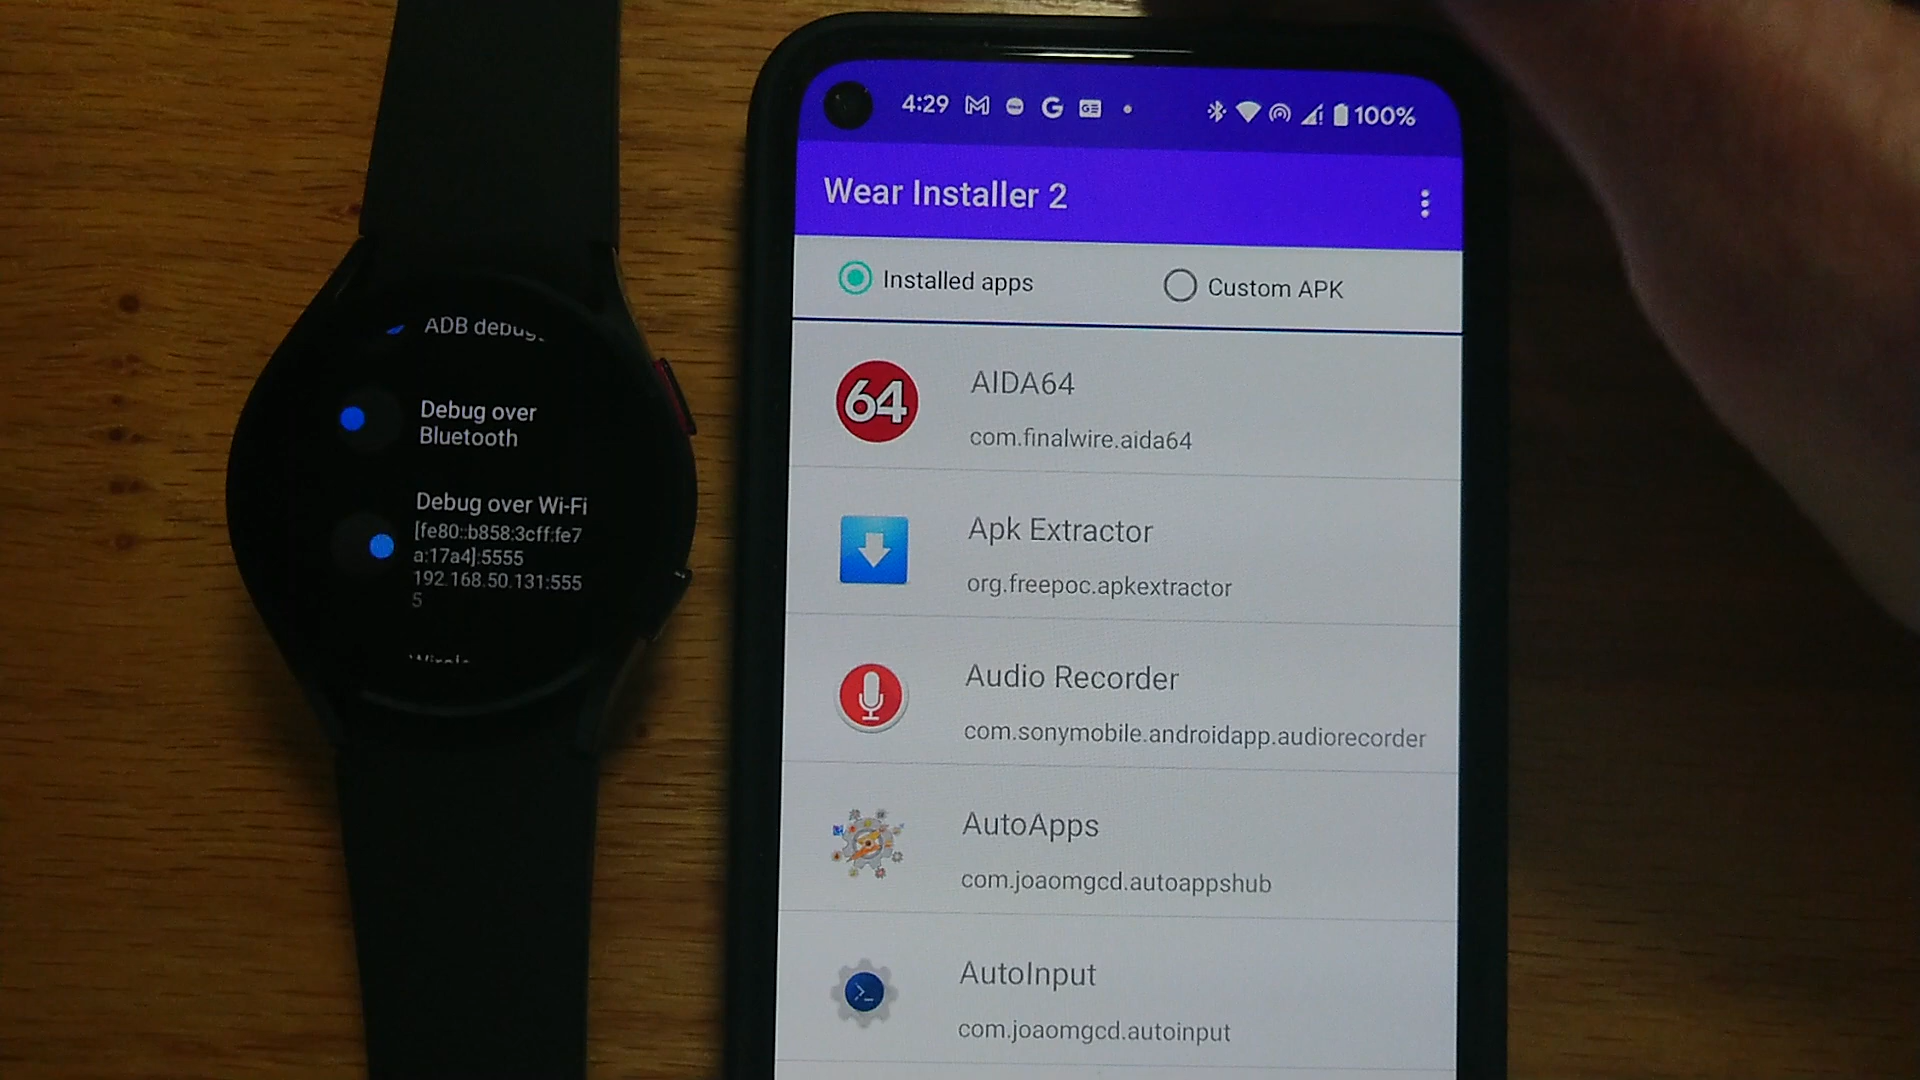 ADB debug
Debug over
Bluetooth
Debug over Wi-Fi
[fe80::b858:3cff:fe7
a:17a4]:5555
192.168.50.131:555
5
4:29
100%
Wear Installer 2
Installed apps
Custom APK
64
AIDA64
com.finalwire.aida64
Apk Extractor
org.freepoc.apkextractor
Audio Recorder
com.sonymobile.androidapp.audiorecorder
AutoApps
com.joaomgcd.autoappshub
AutoInput
com.joaomgcd.autoinput